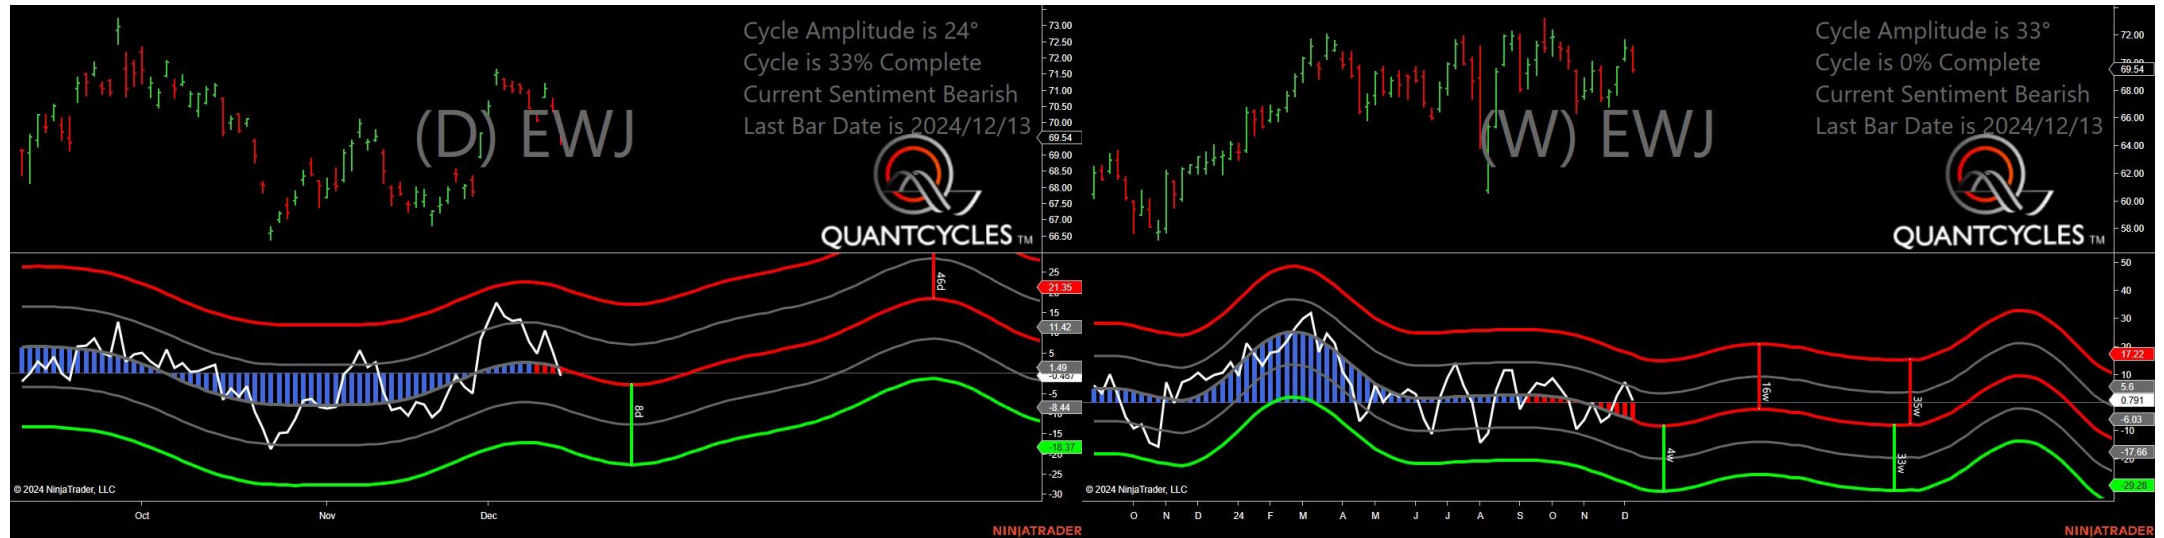 Cycle Amplitude is 24°
Cycle is 33% Complete
Current Sentiment Bearish
Last Bar Date is 2024/12/13
(D) EWJ
QUANTCYCLES TM
73.00
72.50
72.00
71.50
71.00
70.50
69.54
69.00
68.50
68.00
67.50
67.00
66.50
46d
8d
25
21.35
15
11.42
5
1.49
-0.487
-5
-8.44
-15
-18.37
-25
-30
© 2024 NinjaTrader, LLC
Oct Nov Dec
NINJATRADER
Cycle Amplitude is 33°
Cycle is 0% Complete
Current Sentiment Bearish
Last Bar Date is 2024/12/13
(W) EWJ
QUANTCYCLES TM
72.00
70.00
69.54
68.00
66.00
64.00
62.00
60.00
58.00
16w
35w
4w
33w
50
40
30
17.22
10
5.6
0.791
-6.03
-10
-17.66
-29.28
© 2024 NinjaTrader, LLC
O N D 24 F M A M J J A S O N D
NINJATRADER